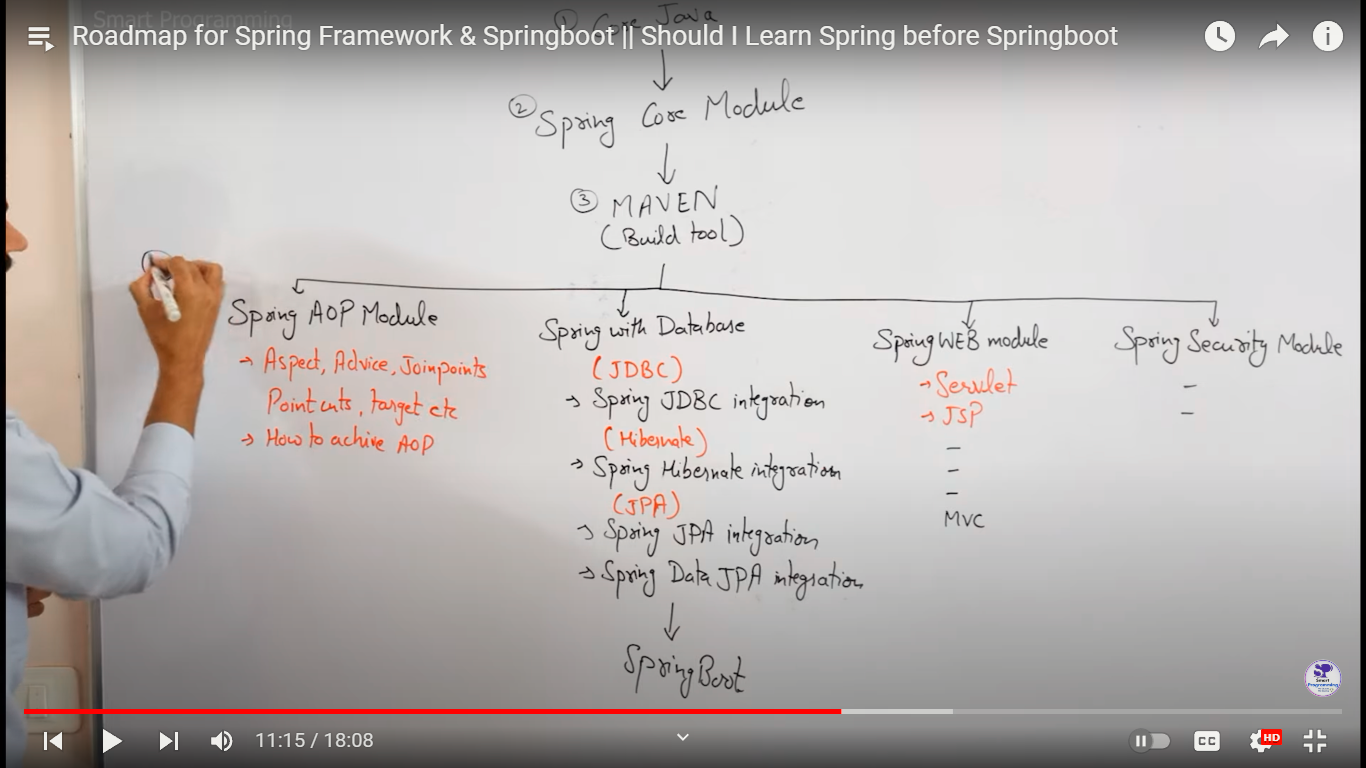 Smart Programming
① Core Java
Roadmap for Spring Framework & Springboot || Should I Learn Spring before Springboot
② Spring Core Module
③ MAVEN
(Build tool)
Spring AOP Module
→ Aspect, Advice, Joinpoints
Point cuts, target etc
→ How to achive AOP
Spring with Database
(JDBC)
→ Spring JDBC integration
(Hibernate)
→ Spring Hibernate integration
(JPA)
→ Spring JPA integration
→ Spring Data JPA integration
Spring WEB module
→ Servlet
→ JSP
–
–
–
MVC
Spring Security Module
–
–
SpringBoot
Smart
Programming
11:15 / 18:08
CC
HD